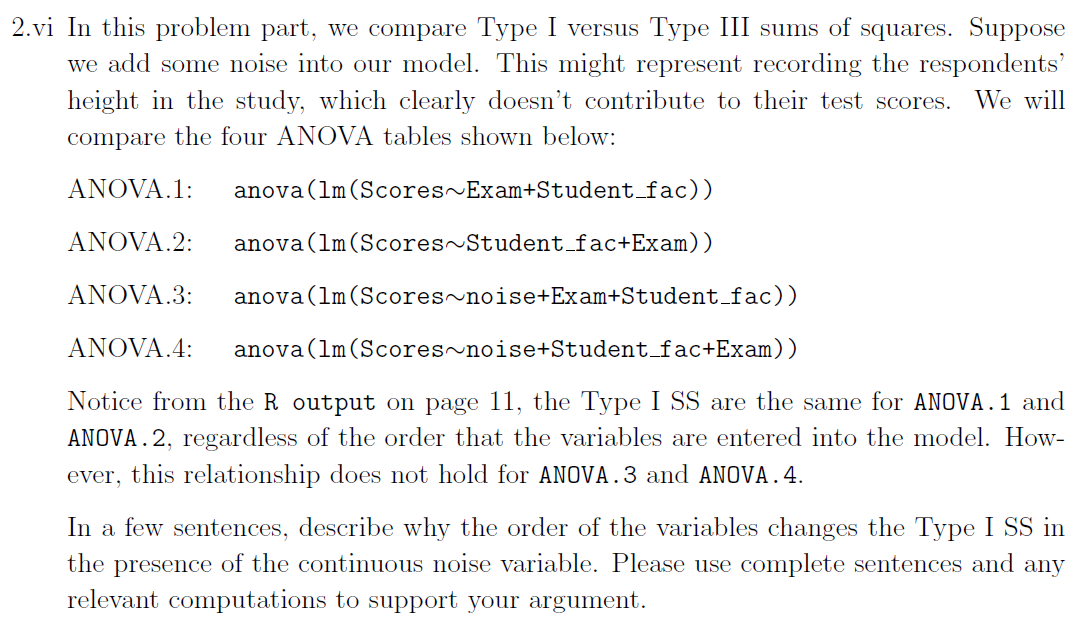 2.vi In this problem part, we compare Type I versus Type III sums of squares. Suppose
we add some noise into our model. This might represent recording the respondents'
height in the study, which clearly doesn't contribute to their test scores. We will
compare the four ANOVA tables shown below:
ANOVA.1: anova(lm(Scores∼Exam+Student_fac))
ANOVA.2: anova(lm(Scores∼Student_fac+Exam))
ANOVA.3: anova(lm(Scores∼noise+Exam+Student_fac))
ANOVA.4: anova(lm(Scores∼noise+Student_fac+Exam))
Notice from the R output on page 11, the Type I SS are the same for ANOVA.1 and
ANOVA.2, regardless of the order that the variables are entered into the model. How-
ever, this relationship does not hold for ANOVA.3 and ANOVA.4.
In a few sentences, describe why the order of the variables changes the Type I SS in
the presence of the continuous noise variable. Please use complete sentences and any
relevant computations to support your argument.